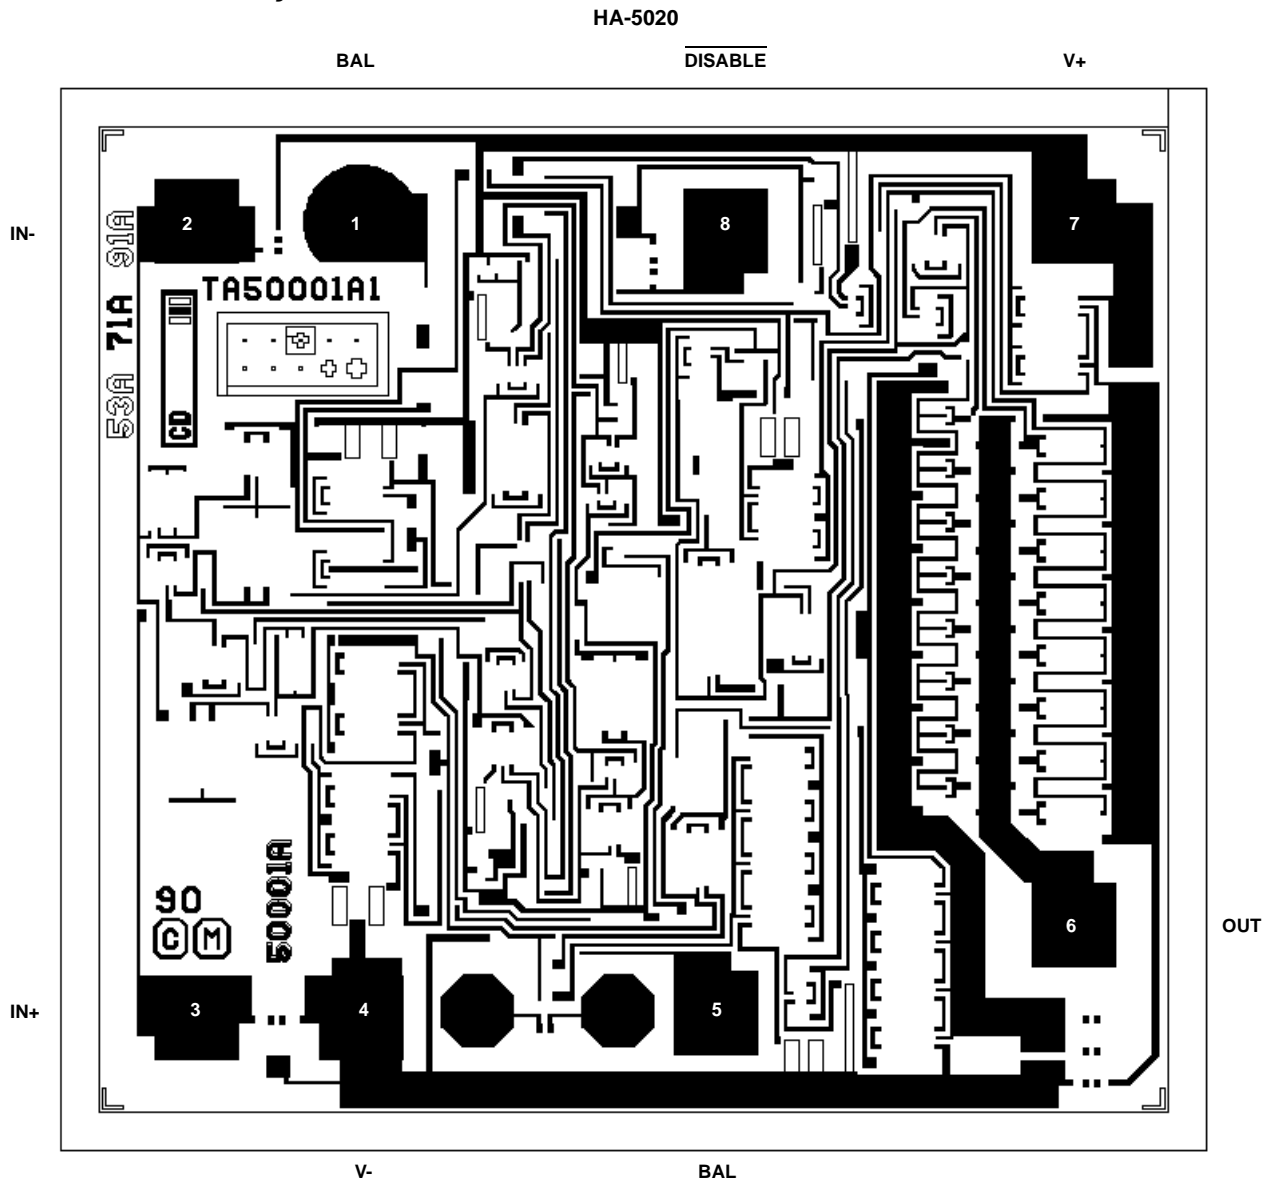 HA-5020
BAL
DISABLE
V+
IN-
2
1
8
7
91A
TA50001A1
71A
53A
CD
90
C M
50001A
6
OUT
IN+
3
4
5
V-
BAL